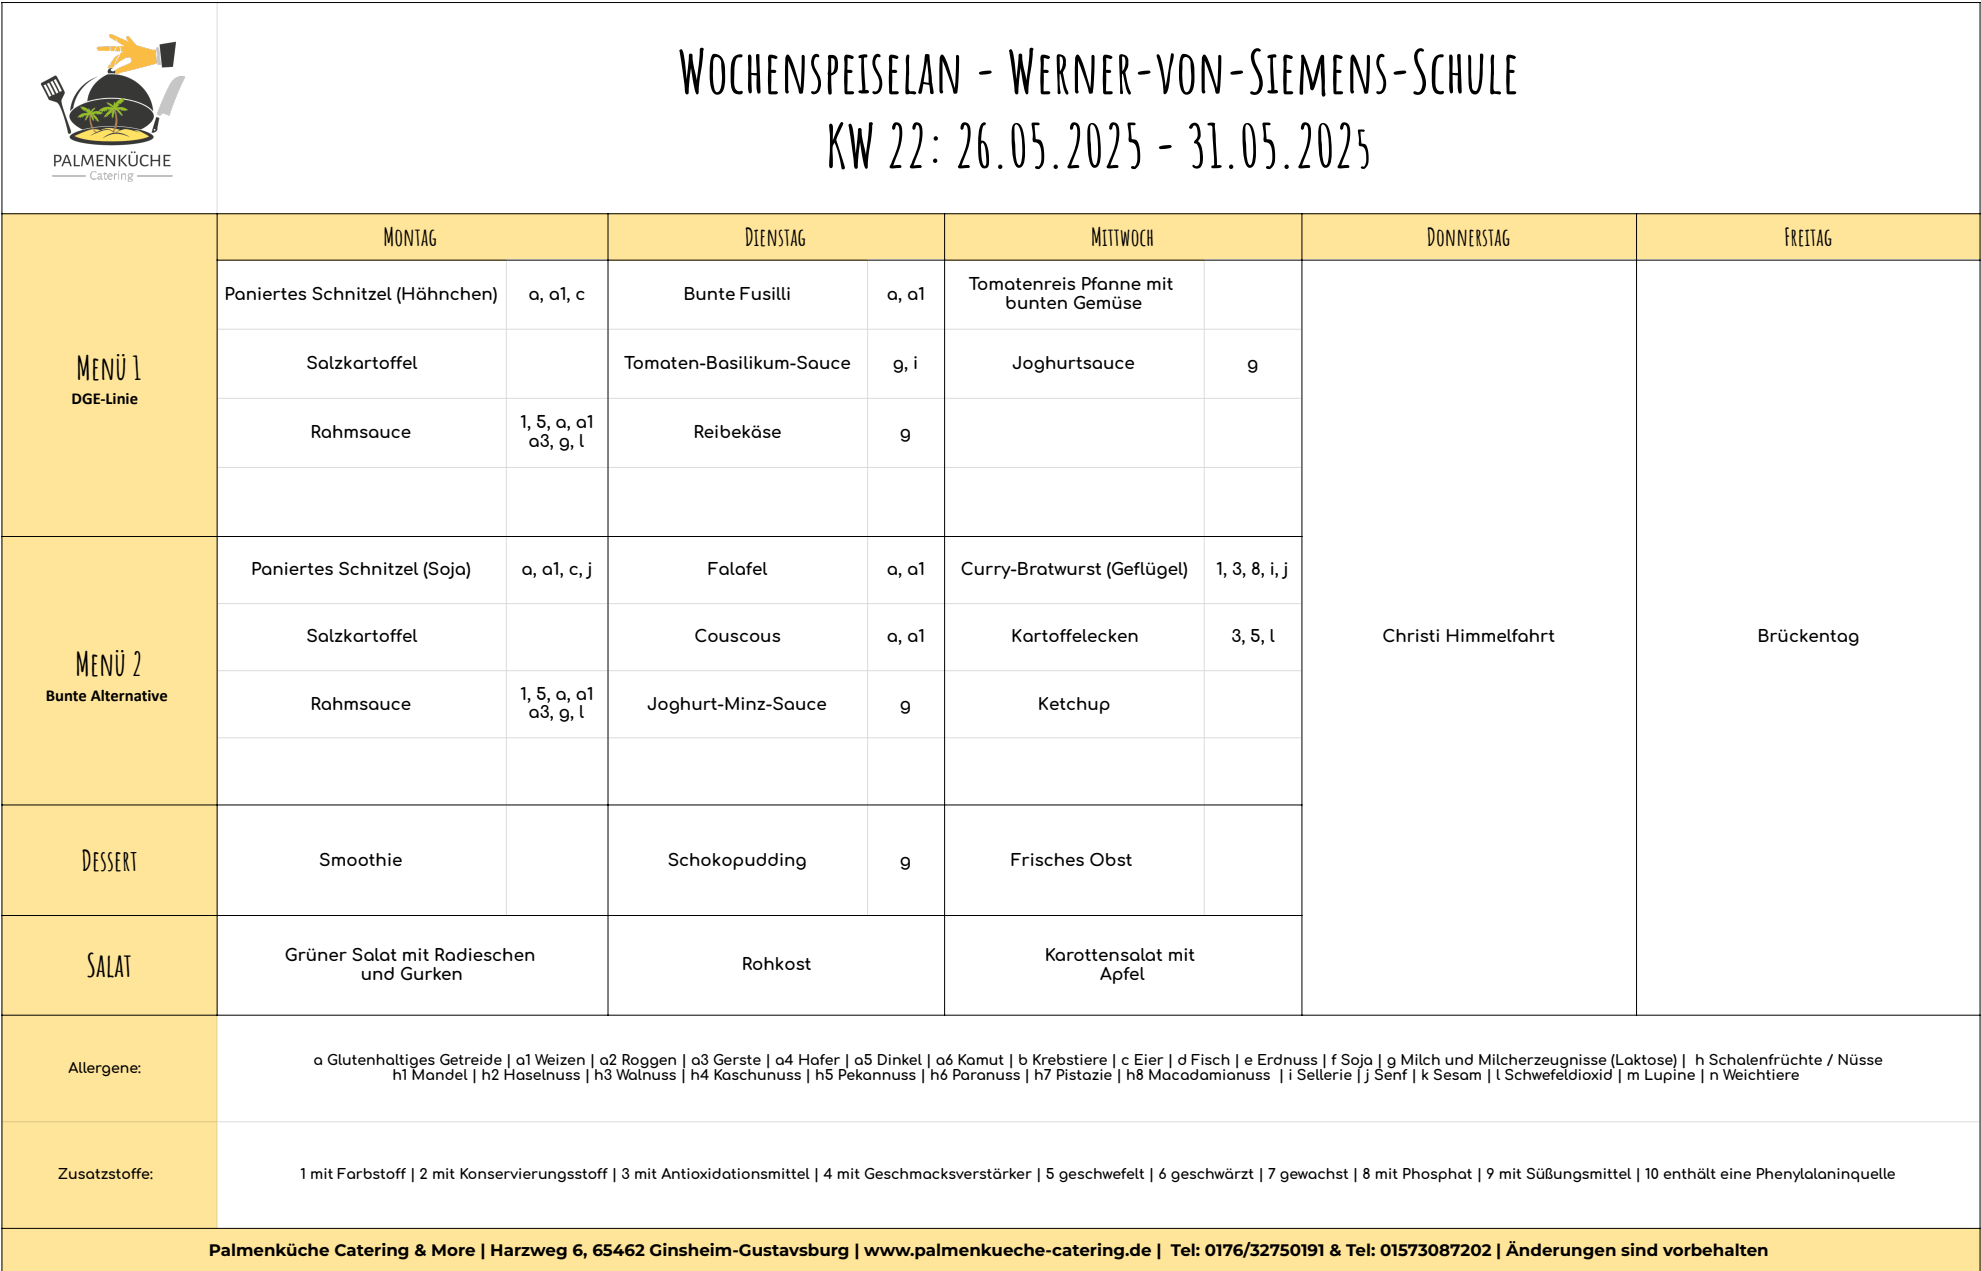 PALMENKÜCHE
Catering
Wochenspeiselan - Werner-von-Siemens-Schule
KW 22: 26.05.2025 - 31.05.2025
Montag
Dienstag
Mittwoch
Donnerstag
Freitag
Menü 1
DGE-Linie
Paniertes Schnitzel (Hähnchen)
a, a1, c
Bunte Fusilli
a, a1
Tomatenreis Pfanne mit
bunten Gemüse
Salzkartoffel
Tomaten-Basilikum-Sauce
g, i
Joghurtsauce
g
Rahmsauce
1, 5, a, a1
a3, g, l
Reibekäse
g
Menü 2
Bunte Alternative
Paniertes Schnitzel (Soja)
a, a1, c, j
Falafel
a, a1
Curry-Bratwurst (Geflügel)
1, 3, 8, i, j
Salzkartoffel
Couscous
a, a1
Kartoffelecken
3, 5, l
Christi Himmelfahrt
Brückentag
Rahmsauce
1, 5, a, a1
a3, g, l
Joghurt-Minz-Sauce
g
Ketchup
Dessert
Smoothie
Schokopudding
g
Frisches Obst
Salat
Grüner Salat mit Radieschen
und Gurken
Rohkost
Karottensalat mit
Apfel
Allergene:
a Glutenhaltiges Getreide | a1 Weizen | a2 Roggen | a3 Gerste | a4 Hafer | a5 Dinkel | a6 Kamut | b Krebstiere | c Eier | d Fisch | e Erdnuss | f Soja | g Milch und Milcherzeugnisse (Laktose) | h Schalenfrüchte / Nüsse
h1 Mandel | h2 Haselnuss | h3 Walnuss | h4 Kaschunuss | h5 Pekannuss | h6 Paranuss | h7 Pistazie | h8 Macadamianuss | i Sellerie | j Senf | k Sesam | l Schwefeldioxid | m Lupine | n Weichtiere
Zusatzstoffe:
1 mit Farbstoff | 2 mit Konservierungsstoff | 3 mit Antioxidationsmittel | 4 mit Geschmacksverstärker | 5 geschwefelt | 6 geschwärzt | 7 gewachst | 8 mit Phosphat | 9 mit Süßungsmittel | 10 enthält eine Phenylalaninquelle
Palmenküche Catering & More | Harzweg 6, 65462 Ginsheim-Gustavsburg | www.palmenkueche-catering.de | Tel: 0176/32750191 & Tel: 01573087202 | Änderungen sind vorbehalten